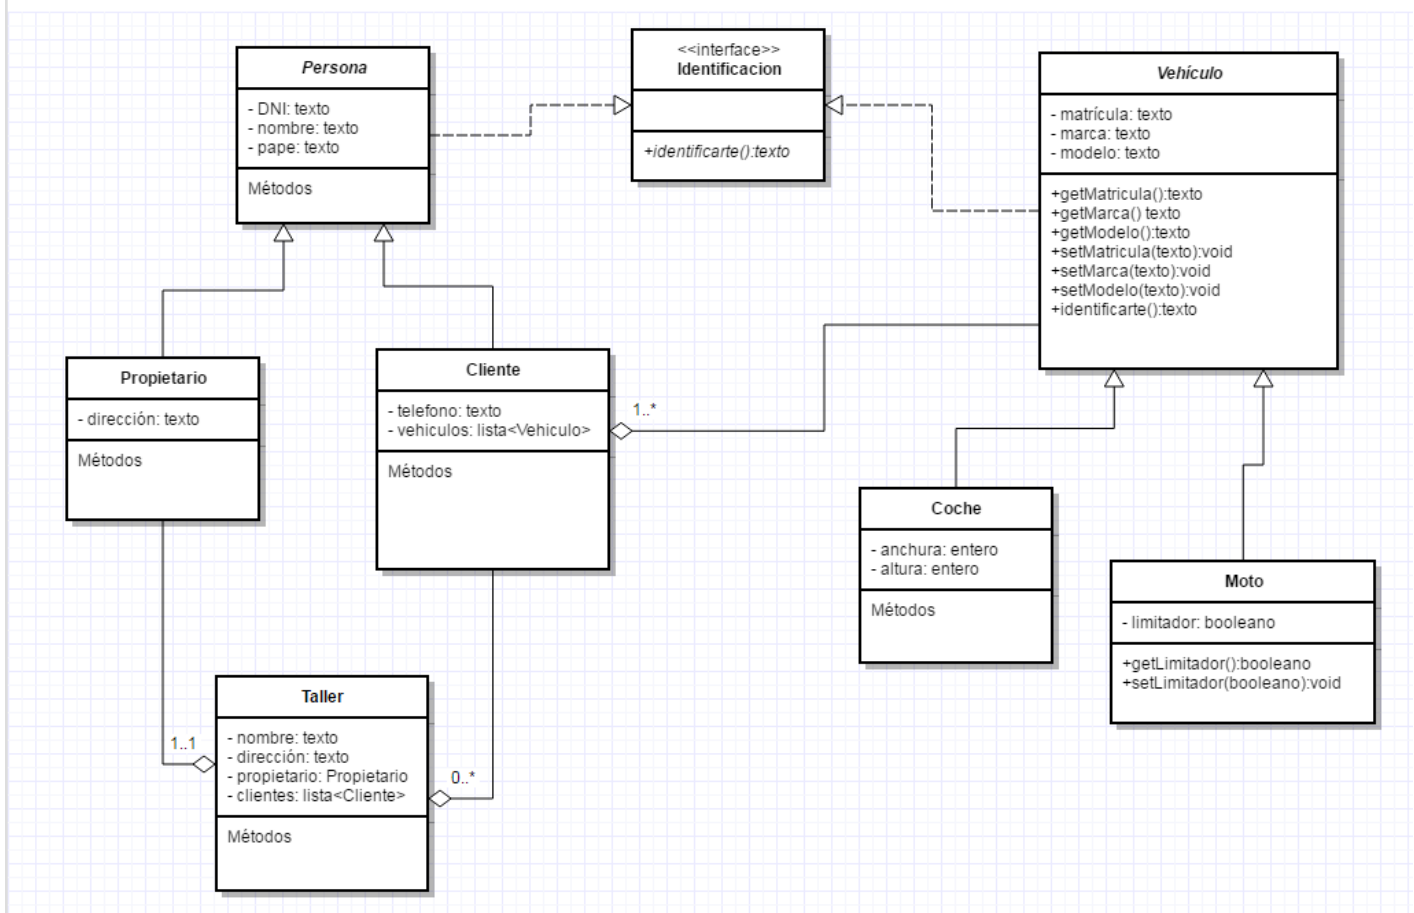 Persona
- DNI: texto
- nombre: texto
- pape: texto
Métodos
<<interface>>
Identificacion
+identificarte():texto
Vehículo
- matrícula: texto
- marca: texto
- modelo: texto
+getMatricula():texto
+getMarca() texto
+getModelo():texto
+setMatricula(texto):void
+setMarca(texto):void
+setModelo(texto):void
+identificarte():texto
Propietario
- dirección: texto
Métodos
Cliente
- telefono: texto
- vehiculos: lista<Vehiculo>
Métodos
1..*
Coche
- anchura: entero
- altura: entero
Métodos
Moto
- limitador: booleano
+getLimitador():booleano
+setLimitador(booleano):void
Taller
- nombre: texto
- dirección: texto
- propietario: Propietario
- clientes: lista<Cliente>
Métodos
1..1
0..*